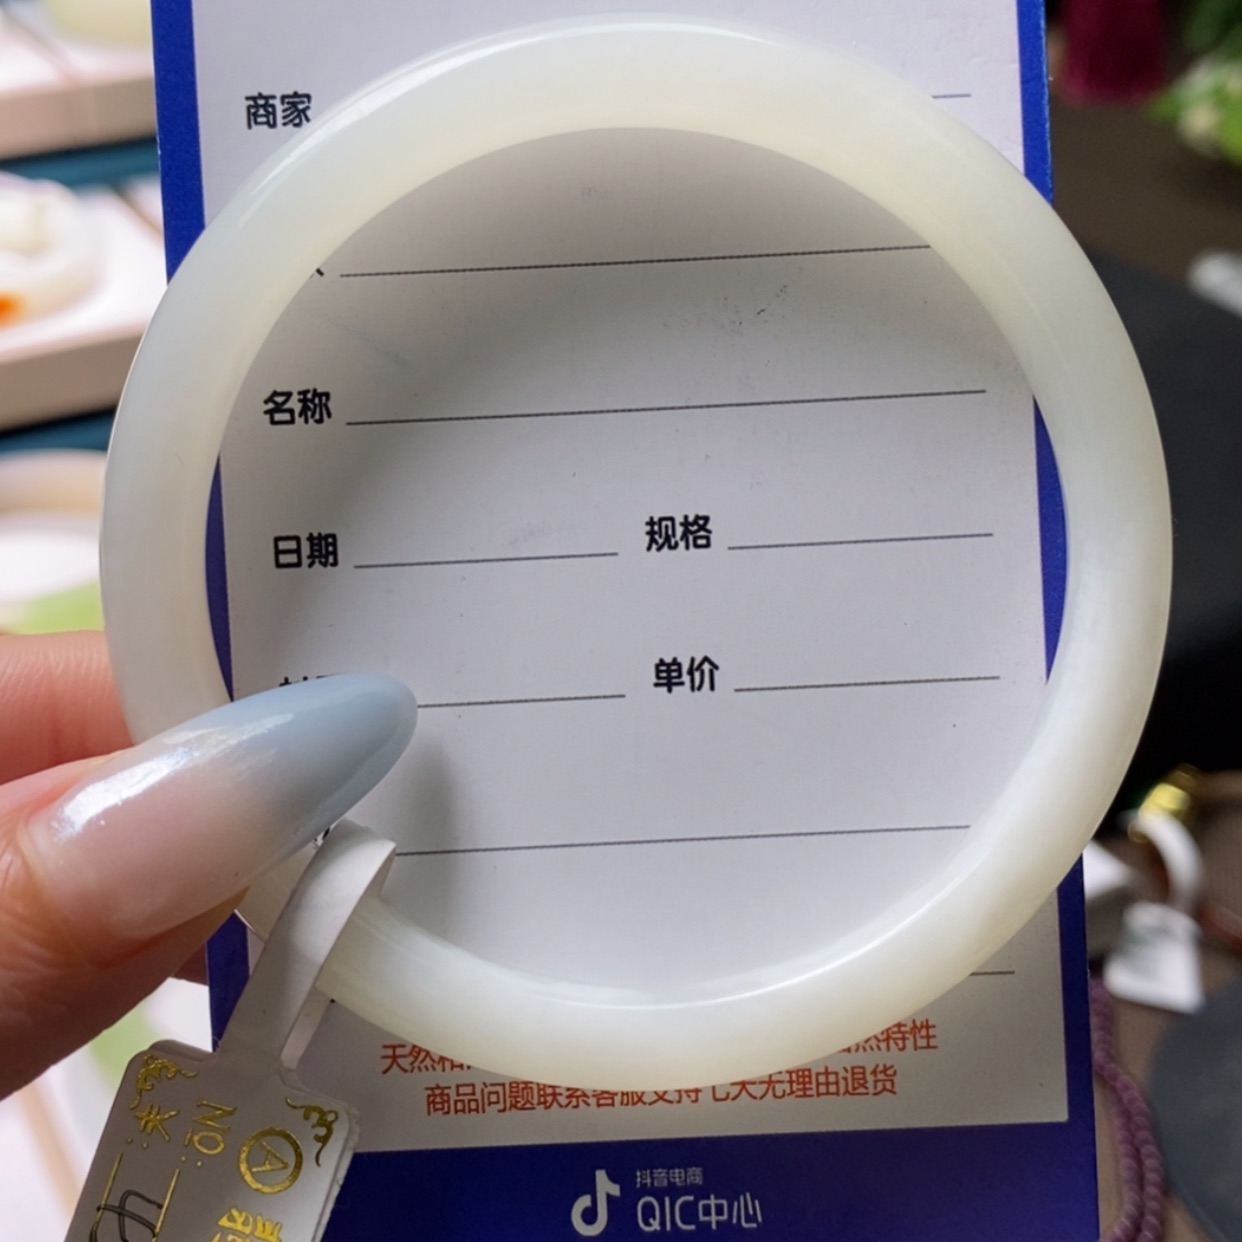 商家
名称
日期 规格
单价
天然 然特性
商品问题联系客服支持七天无理由退货
抖音电商
QIC中心
NO:
A